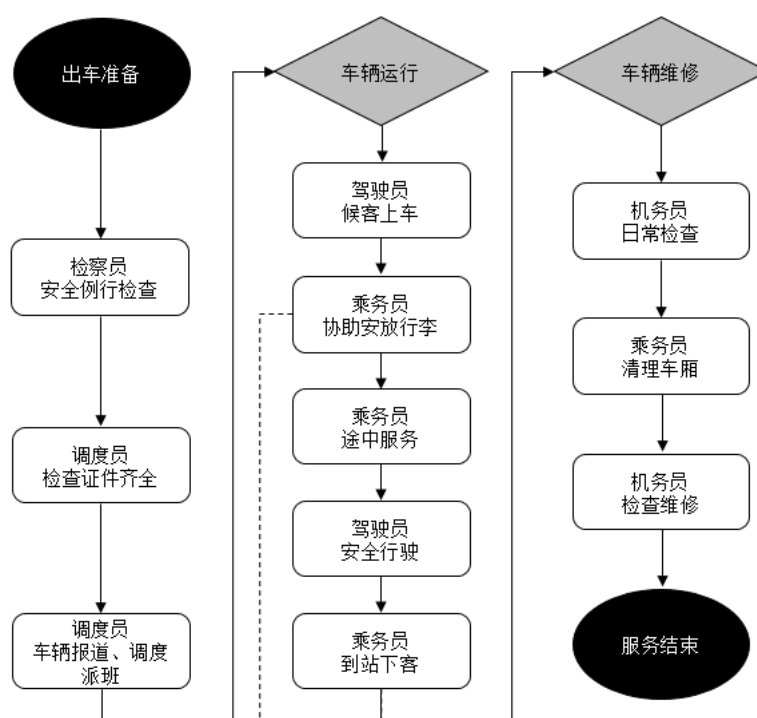 出车准备
检察员
安全例行检查
调度员
检查证件齐全
调度员
车辆报道、调度
派班
车辆运行
驾驶员
候客上车
乘务员
协助安放行李
乘务员
途中服务
驾驶员
安全行驶
乘务员
到站下客
车辆维修
机务员
日常检查
乘务员
清理车厢
机务员
检查维修
服务结束